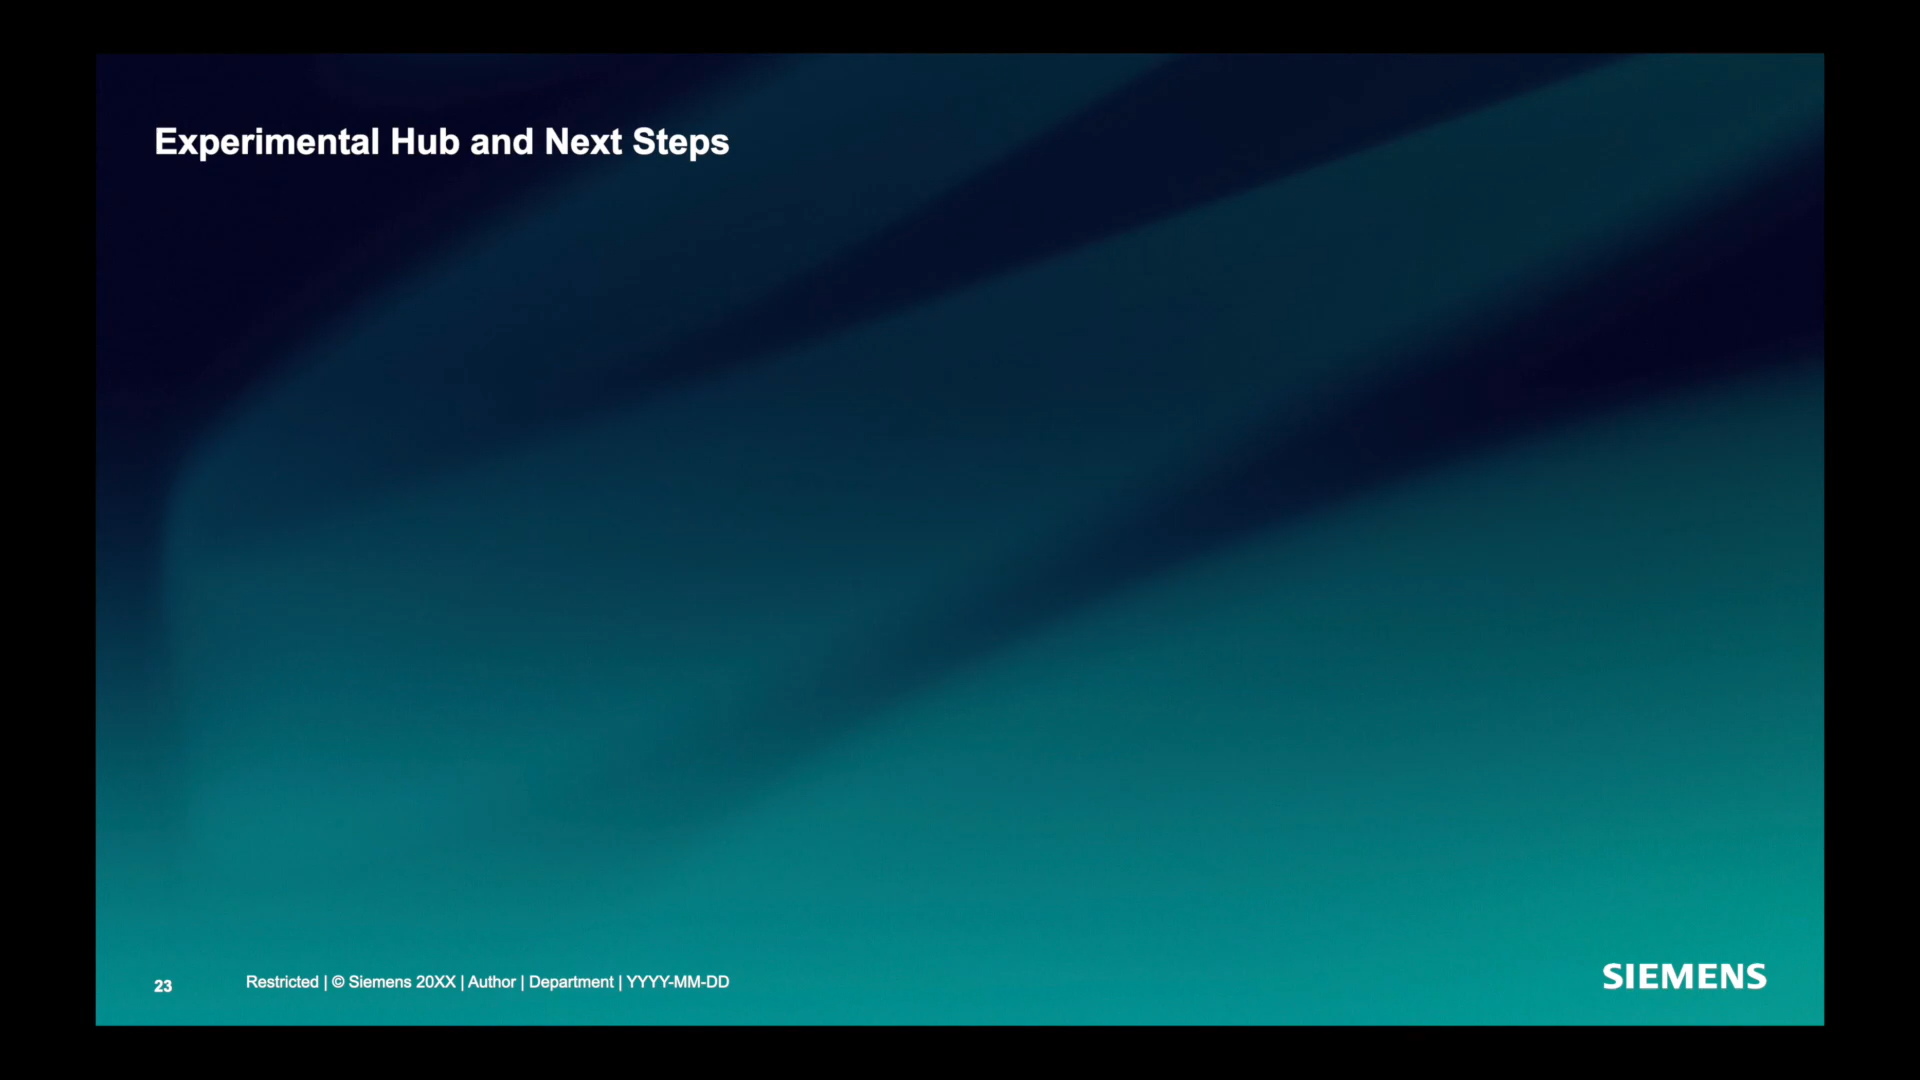 Experimental Hub and Next Steps
23
Restricted | © Siemens 20XX | Author | Department | YYYY-MM-DD
SIEMENS